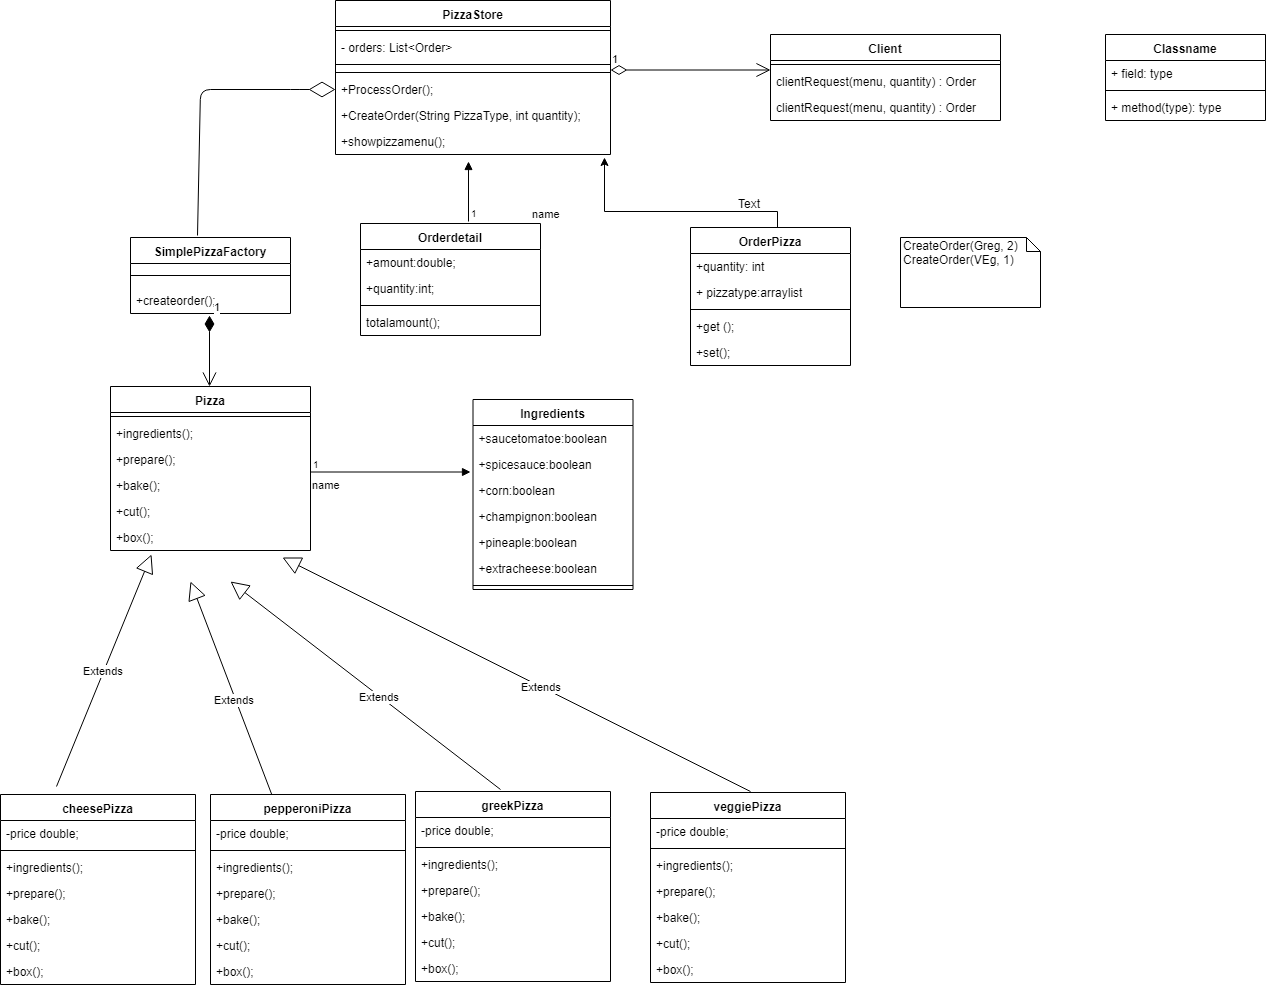 PizzaStore
- orders: List<Order>
+ProcessOrder();
+CreateOrder(String PizzaType, int quantity);
+showpizzamenu();
1
Client
clientRequest(menu, quantity) : Order
clientRequest(menu, quantity) : Order
Classname
+ field: type
+ method(type): type
SimplePizzaFactory
+createorder();
1
1
name
Orderdetail
+amount:double;
+quantity:int;
totalamount();
Text
OrderPizza
+quantity: int
+ pizzatype:arraylist
+get ();
+set();
CreateOrder(Greg, 2)
CreateOrder(VEg, 1)
Pizza
+ingredients();
+prepare();
+bake();
+cut();
+box();
1
name
Ingredients
+saucetomatoe:boolean
+spicesauce:boolean
+corn:boolean
+champignon:boolean
+pineaple:boolean
+extracheese:boolean
Extends
Extends
Extends
Extends
cheesePizza
-price double;
+ingredients();
+prepare();
+bake();
+cut();
+box();
pepperoniPizza
-price double;
+ingredients();
+prepare();
+bake();
+cut();
+box();
greekPizza
-price double;
+ingredients();
+prepare();
+bake();
+cut();
+box();
veggiePizza
-price double;
+ingredients();
+prepare();
+bake();
+cut();
+box();